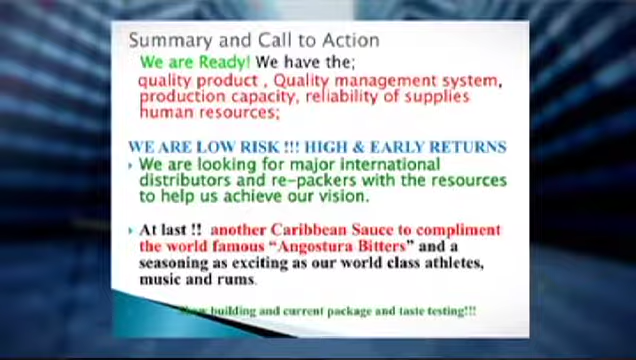 Summary and Call to Action
We are Ready! We have the;
quality product , Quality management system,
production capacity, reliability of supplies
human resources;
WE ARE LOW RISK !!! HIGH & EARLY RETURNS
We are looking for major international
distributors and re-packers with the resources
to help us achieve our vision.
At last !! another Caribbean Sauce to compliment
the world famous “Angostura Bitters” and a
seasoning as exciting as our world class athletes,
music and rums.
building and current package and taste testing!!!